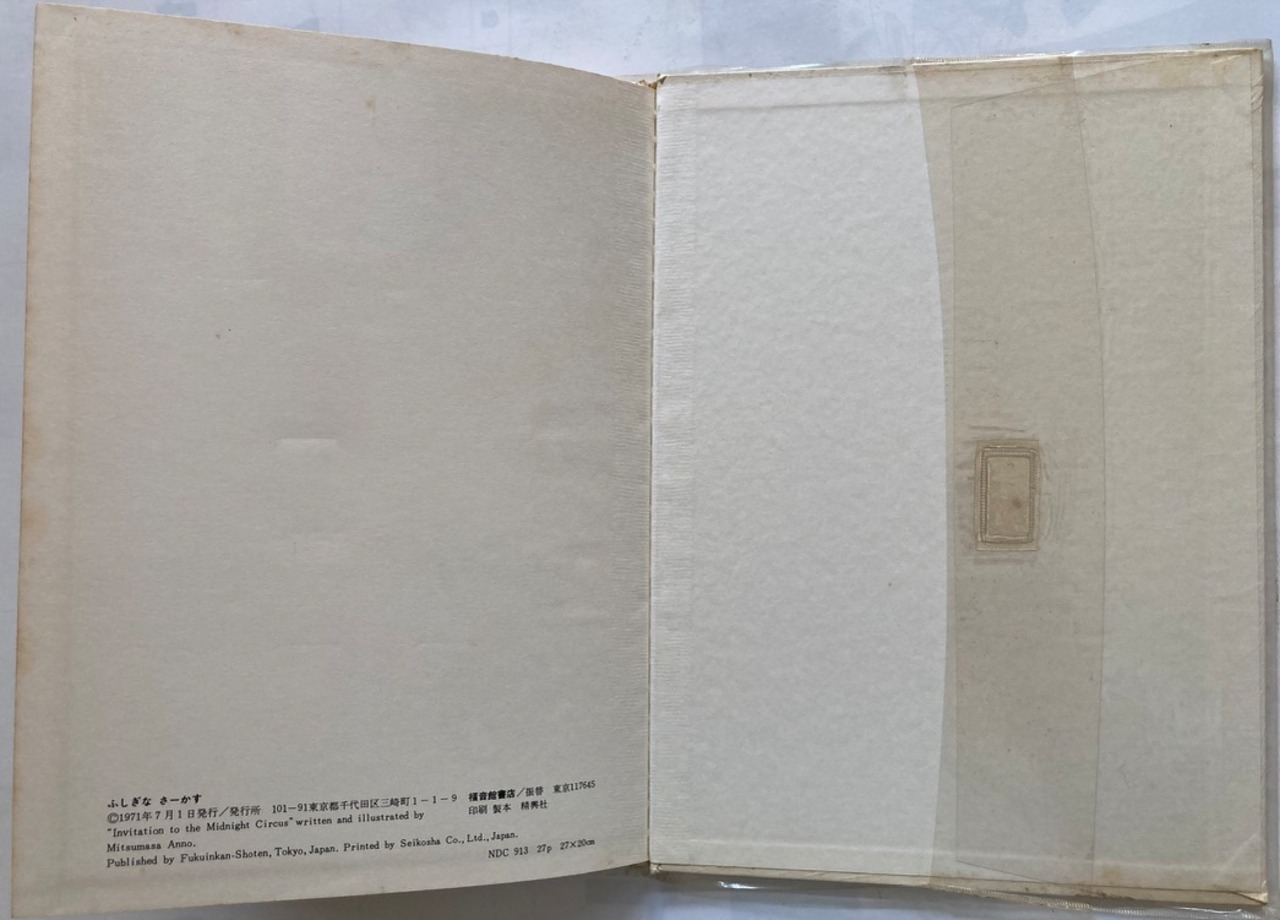 ふしぎな さーかす
©1971年7月1日発行／発行所 101-91東京都千代田区三崎町1-1-9 福音館書店／振替 東京117645
"Invitation to the Midnight Circus" written and illustrated by 印刷 製本 精興社
Mitsumasa Anno.
Published by Fukuinkan-Shoten, Tokyo, Japan. Printed by Seikosha Co., Ltd., Japan.
NDC 913 27p 27×20cm